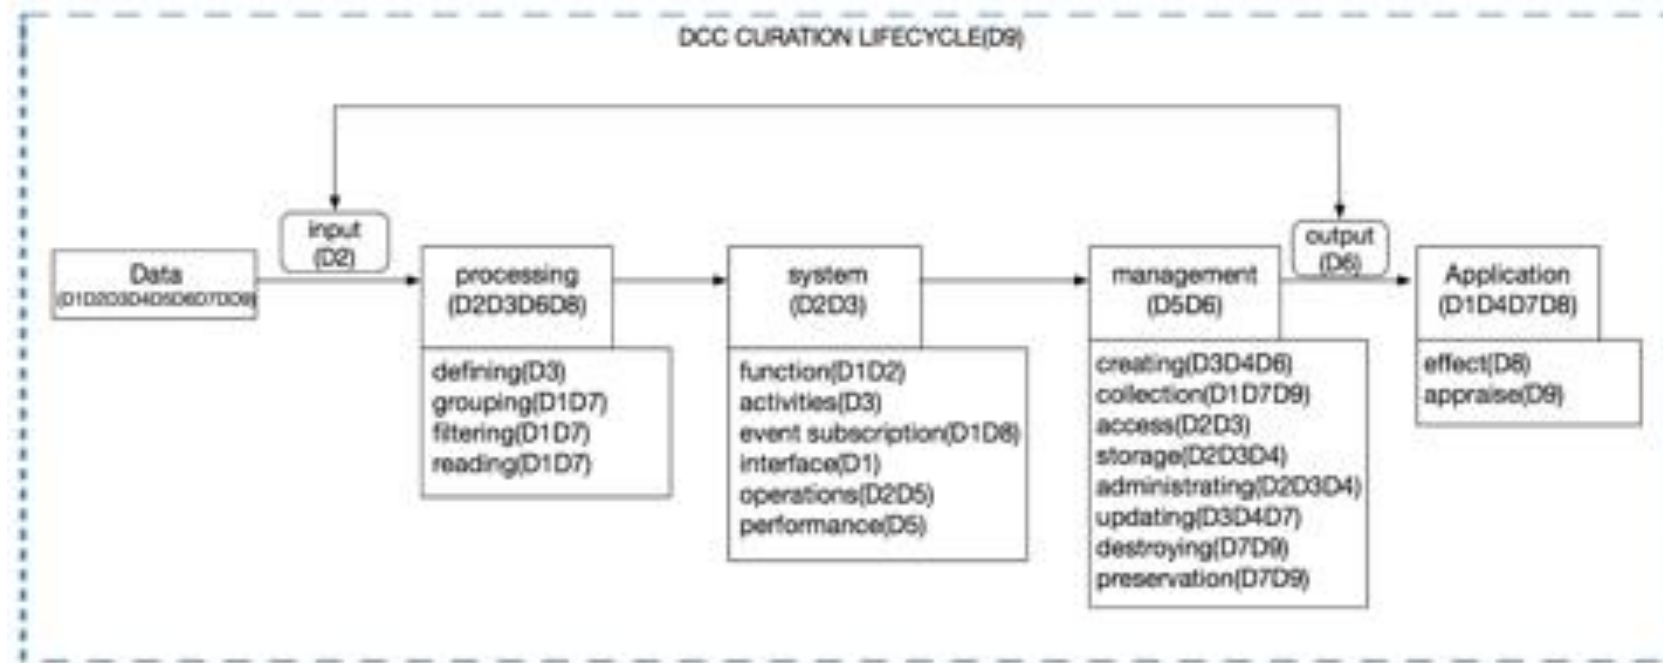 DCC CURATION LIFECYCLE(D9)
input
(D2)
output
(D6)
Data
processing
(D2D3D6D8)
system
(D2D3)
management
(D5D6)
Application
(D1D4D7D8)
defining(D3)
grouping(D1D7)
filtering(D1D7)
reading(D1D7)
function(D1D2)
activities(D3)
event subscription(D1D8)
interface(D1)
operations(D2D5)
performance(D5)
creating(D3D4D6)
collection(D1D7D9)
access(D2D3)
storage(D2D3D4)
administrating(D2D3D4)
updating(D3D4D7)
destroying(D7D9)
preservation(D7D9)
effect(D8)
appraise(D9)